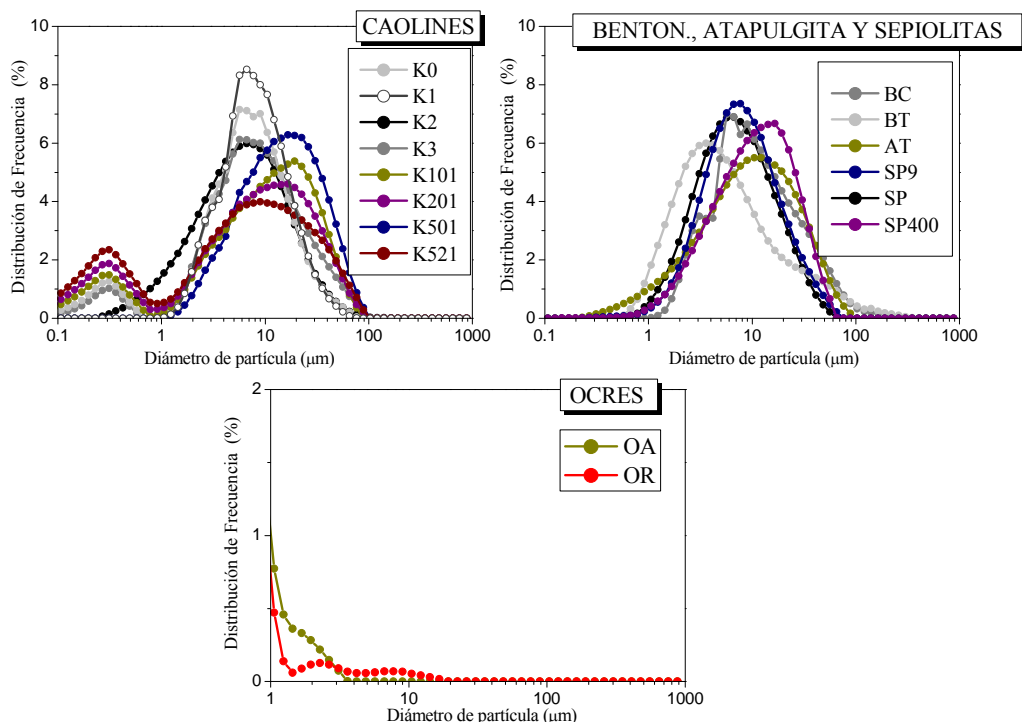 CAOLINES
10
8
6
4
2
0
Distribución de Frecuencia (%)
K0
K1
K2
K3
K101
K201
K501
K521
0.1
1
10
100
1000
Diámetro de partícula (μm)
BENTON., ATAPULGITA Y SEPIOLITAS
10
8
6
4
2
0
Distribución de Frecuencia (%)
BC
BT
AT
SP9
SP
SP400
0.1
1
10
100
1000
Diámetro de partícula (μm)
OCRES
2
1
0
Distribución de Frecuencia (%)
OA
OR
1
10
100
1000
Diámetro de partícula (μm)